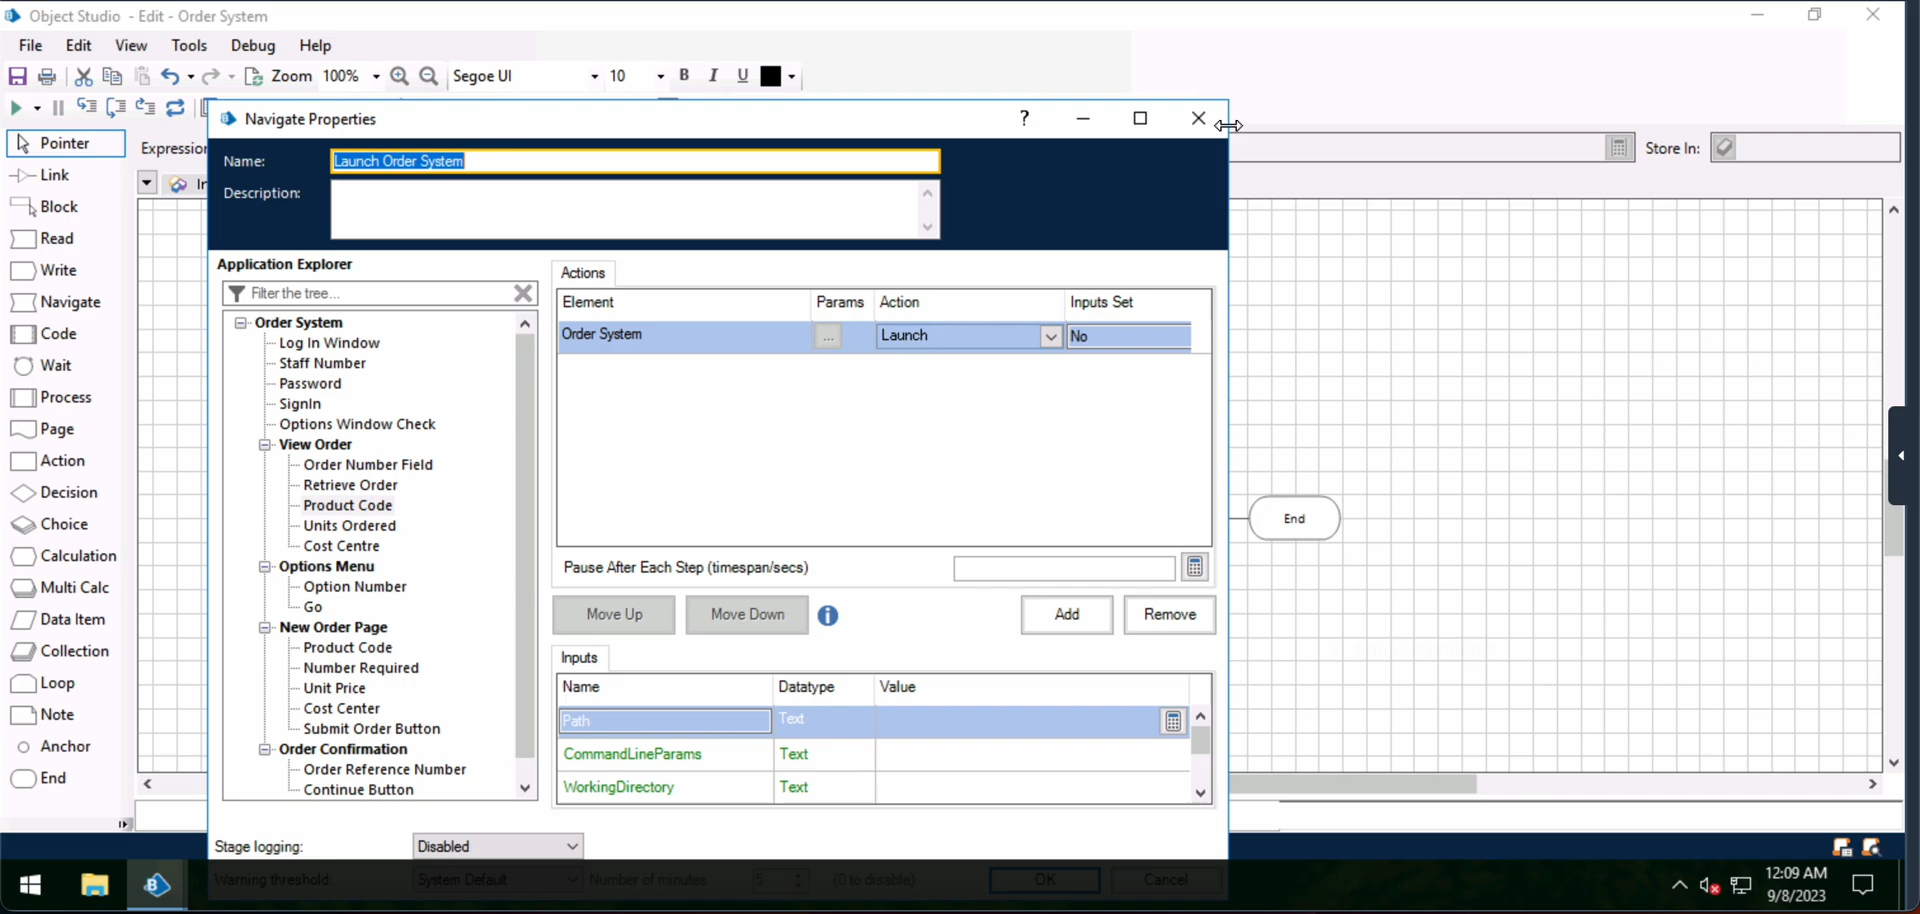 Object Studio - Edit - Order System
File Edit View Tools Debug Help
Zoom 100% Segoe UI 10 B I U
Navigate Properties ?
Pointer
Link
Block
Read
Write
Navigate
Code
Wait
Process
Page
Action
Decision
Choice
Calculation
Multi Calc
Data Item
Collection
Loop
Note
Anchor
End
Expression
Store In:
Name: Launch Order System
Description:
Application Explorer
Filter the tree...
Order System
Log In Window
Staff Number
Password
SignIn
Options Window Check
View Order
Order Number Field
Retrieve Order
Product Code
Units Ordered
Cost Centre
Options Menu
Option Number
Go
New Order Page
Product Code
Number Required
Unit Price
Cost Center
Submit Order Button
Order Confirmation
Order Reference Number
Continue Button
Actions
Element Params Action Inputs Set
Order System ... Launch No
Pause After Each Step (timespan/secs)
Move Up Move Down Add Remove
Inputs
Name Datatype Value
Path Text
CommandLineParams Text
WorkingDirectory Text
End
Stage logging: Disabled
Warning threshold: System Default Number of minutes 5 (0 to disable) OK Cancel
12:09 AM
9/8/2023